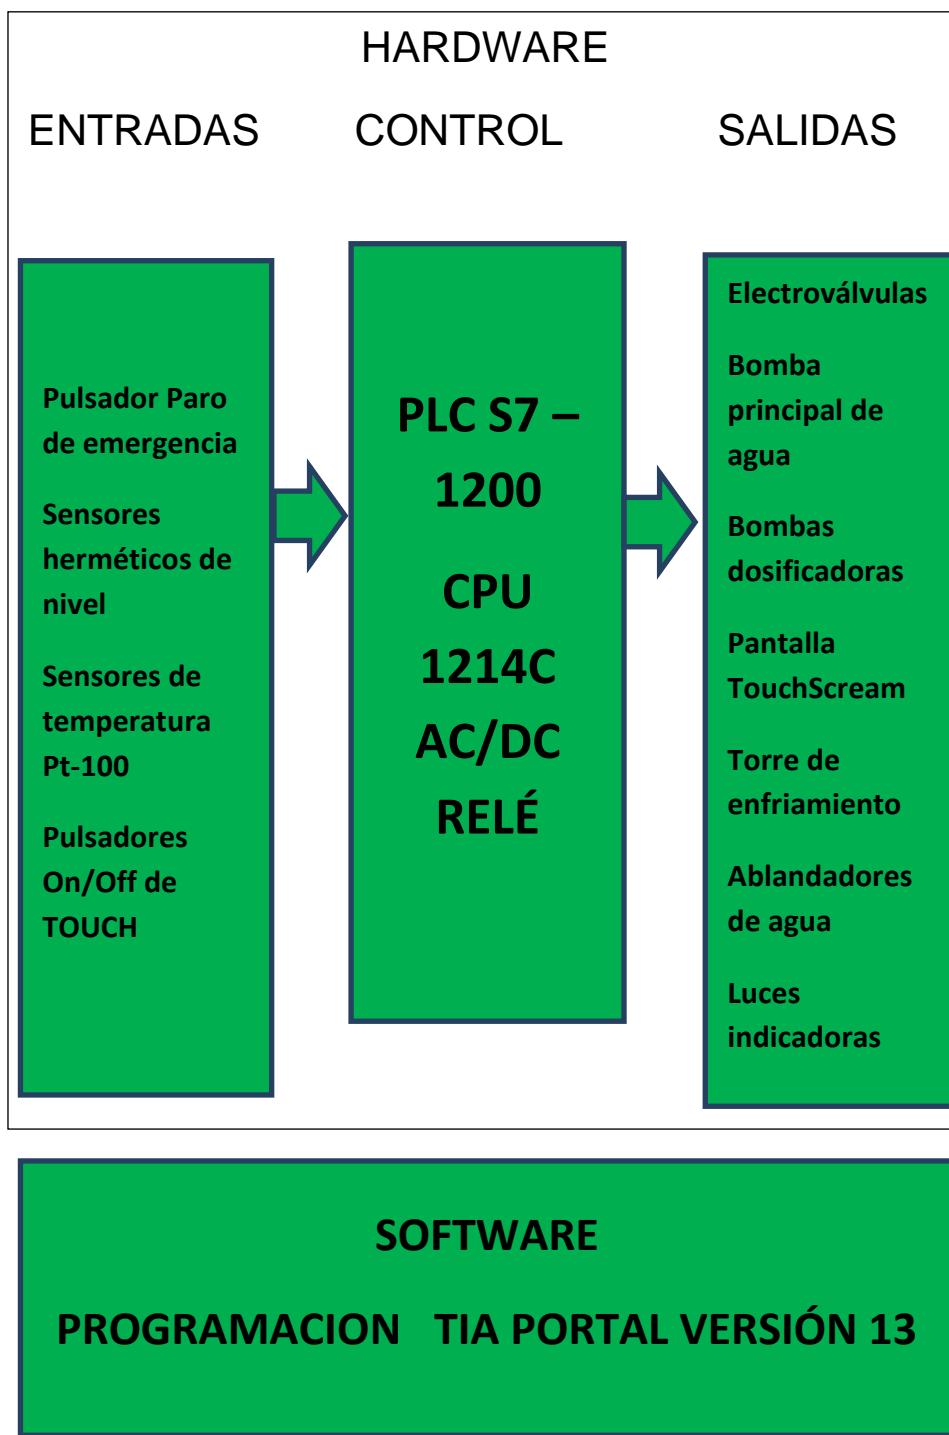 HARDWARE
ENTRADAS
CONTROL
SALIDAS
Pulsador Paro
de emergencia
Sensores
herméticos de
nivel
Sensores de
temperatura
Pt-100
Pulsadores
On/Off de
TOUCH
PLC S7 –
1200
CPU
1214C
AC/DC
RELÉ
Electroválvulas
Bomba
principal de
agua
Bombas
dosificadoras
Pantalla
TouchScream
Torre de
enfriamiento
Ablandadores
de agua
Luces
indicadoras
SOFTWARE
PROGRAMACION TIA PORTAL VERSIÓN 13